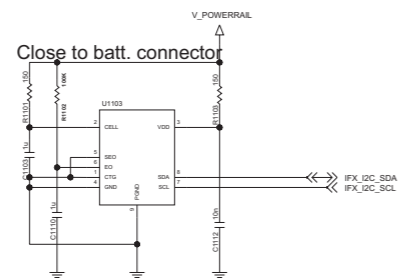 V_POWERRAIL
Close to batt. connector
150
R1101
100K
R1102
150
R1103
U1103
2 CELL
VDD 3
5 SEO
6 EO
1 CTG
4 GND
SDA 8
SCL 7
PGND
9
IFX_I2C_SDA
IFX_I2C_SCL
1u
C1103
1u
C1110
10n
C1112